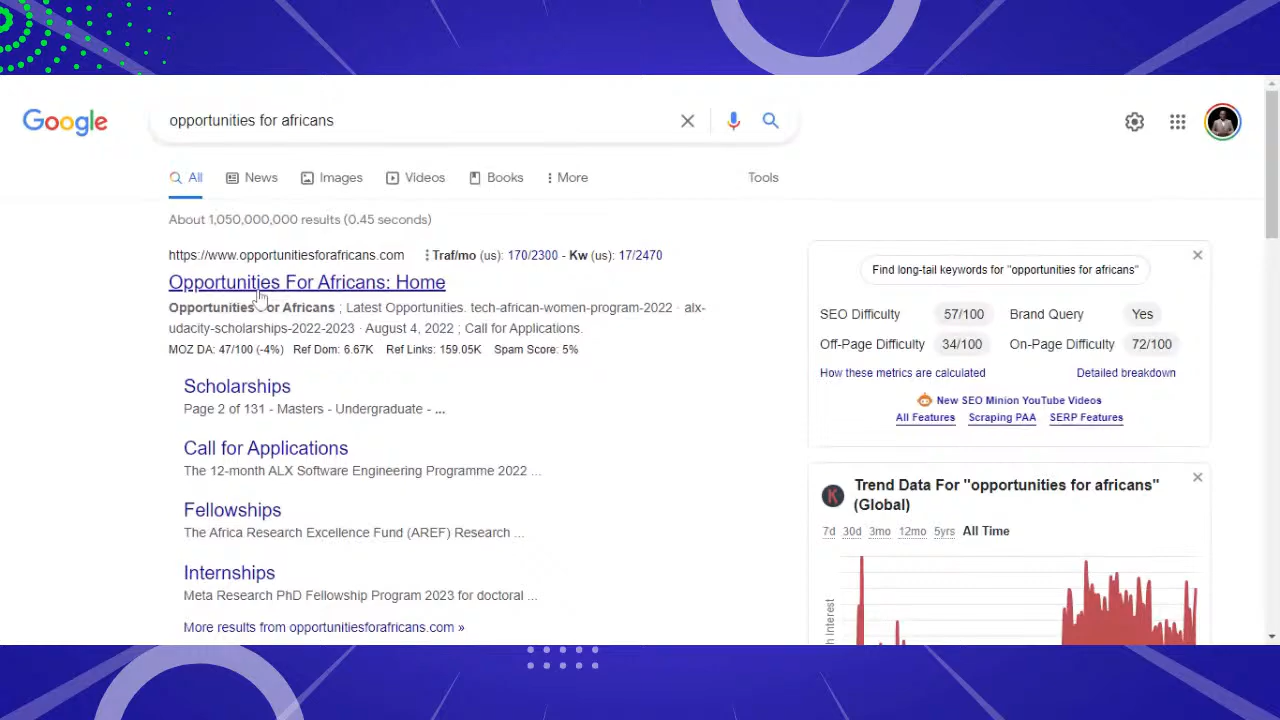 Google
opportunities for africans
All News Images Videos Books More Tools
About 1,050,000,000 results (0.45 seconds)
https://www.opportunitiesforafricans.com Traf/mo (us): 170/2300 - Kw (us): 17/2470
Opportunities For Africans: Home
Opportunities For Africans ; Latest Opportunities. tech-african-women-program-2022 · alx-
udacity-scholarships-2022-2023 · August 4, 2022 ; Call for Applications.
MOZ DA: 47/100 (-4%) Ref Dom: 6.67K Ref Links: 159.05K Spam Score: 5%
Scholarships
Page 2 of 131 - Masters - Undergraduate - ...
Call for Applications
The 12-month ALX Software Engineering Programme 2022 ...
Fellowships
The Africa Research Excellence Fund (AREF) Research ...
Internships
Meta Research PhD Fellowship Program 2023 for doctoral ...
More results from opportunitiesforafricans.com »
Find long-tail keywords for "opportunities for africans"
SEO Difficulty 57/100 Brand Query Yes
Off-Page Difficulty 34/100 On-Page Difficulty 72/100
How these metrics are calculated Detailed breakdown
New SEO Minion YouTube Videos
All Features Scraping PAA SERP Features
K
Trend Data For "opportunities for africans"
(Global)
7d 30d 3mo 12mo 5yrs All Time
Interest